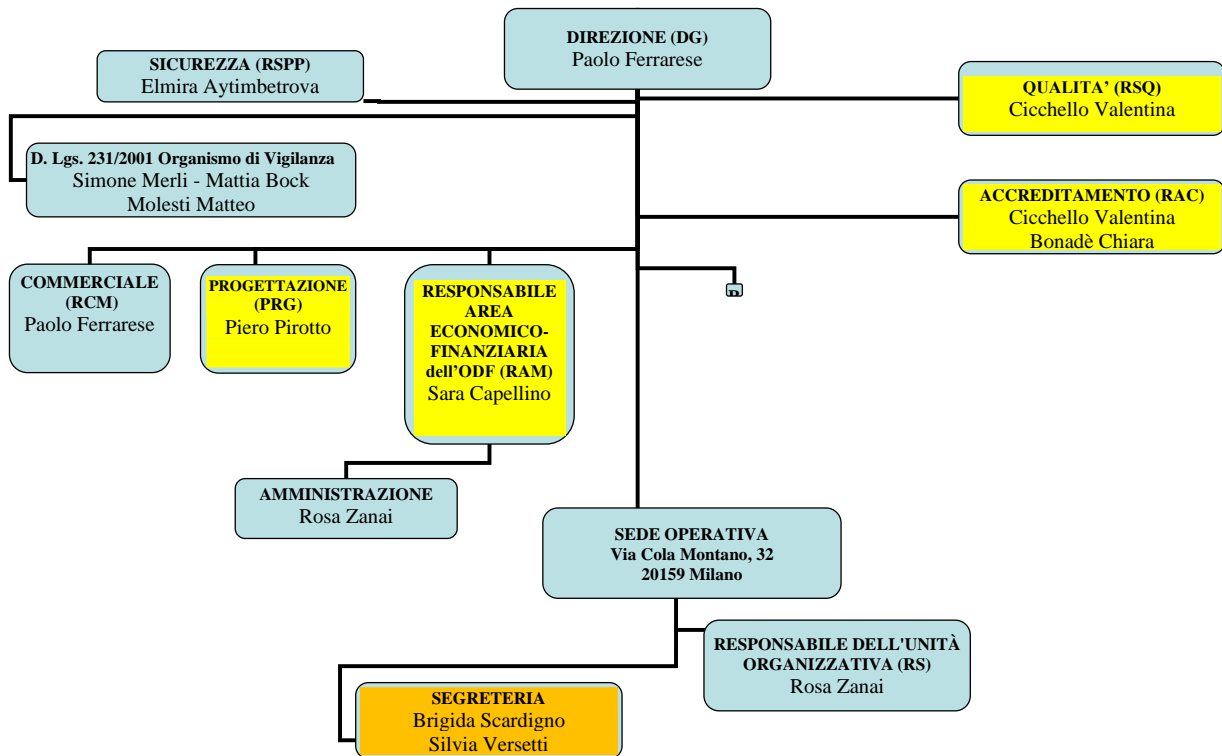 DIREZIONE (DG)
Paolo Ferrarese
SICUREZZA (RSPP)
Elmira Aytimbetrova
QUALITA’ (RSQ)
Cicchello Valentina
D. Lgs. 231/2001 Organismo di Vigilanza
Simone Merli - Mattia Bock
Molesti Matteo
ACCREDITAMENTO (RAC)
Cicchello Valentina
Bonadè Chiara
COMMERCIALE
(RCM)
Paolo Ferrarese
PROGETTAZIONE
(PRG)
Piero Pirotto
RESPONSABILE
AREA
ECONOMICO-
FINANZIARIA
dell’ODF (RAM)
Sara Capellino
AMMINISTRAZIONE
Rosa Zanai
SEDE OPERATIVA
Via Cola Montano, 32
20159 Milano
RESPONSABILE DELL'UNITÀ
ORGANIZZATIVA (RS)
Rosa Zanai
SEGRETERIA
Brigida Scardigno
Silvia Versetti